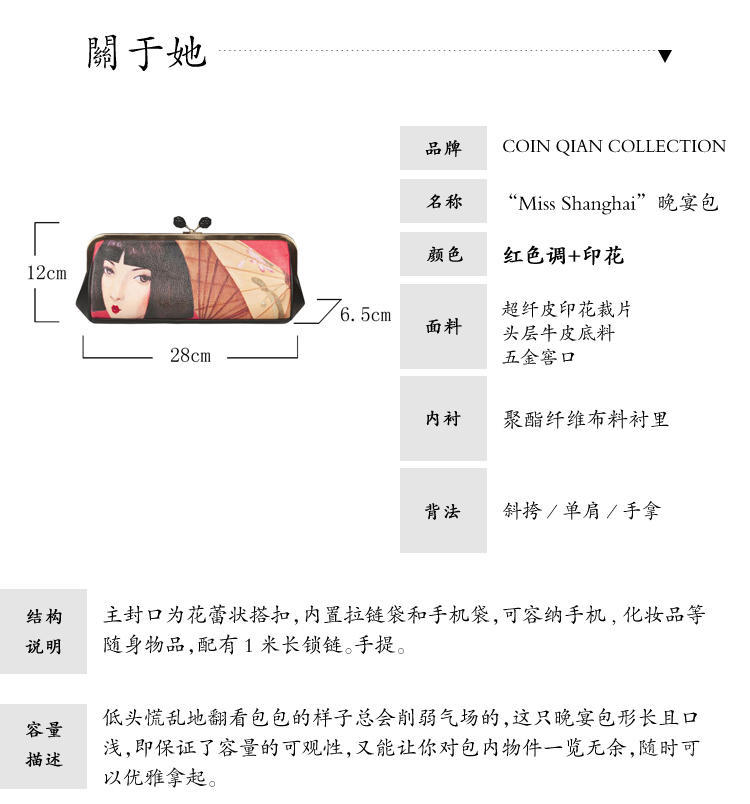 關于她
12cm
6.5cm
28cm
品牌 COIN QIAN COLLECTION
名称 “Miss Shanghai”晚宴包
颜色 红色调+印花
面料
超纤皮印花裁片
头层牛皮底料
五金窖口
内衬 聚酯纤维布料衬里
背法 斜挎/单肩/手拿
结构
说明
主封口为花蕾状搭扣,内置拉链袋和手机袋,可容纳手机,化妆品等
随身物品,配有1米长锁链。手提。
容量
描述
低头慌乱地翻看包包的样子总会削弱气场的,这只晚宴包形长且口
浅,即保证了容量的可观性,又能让你对包内物件一览无余,随时可
以优雅拿起。